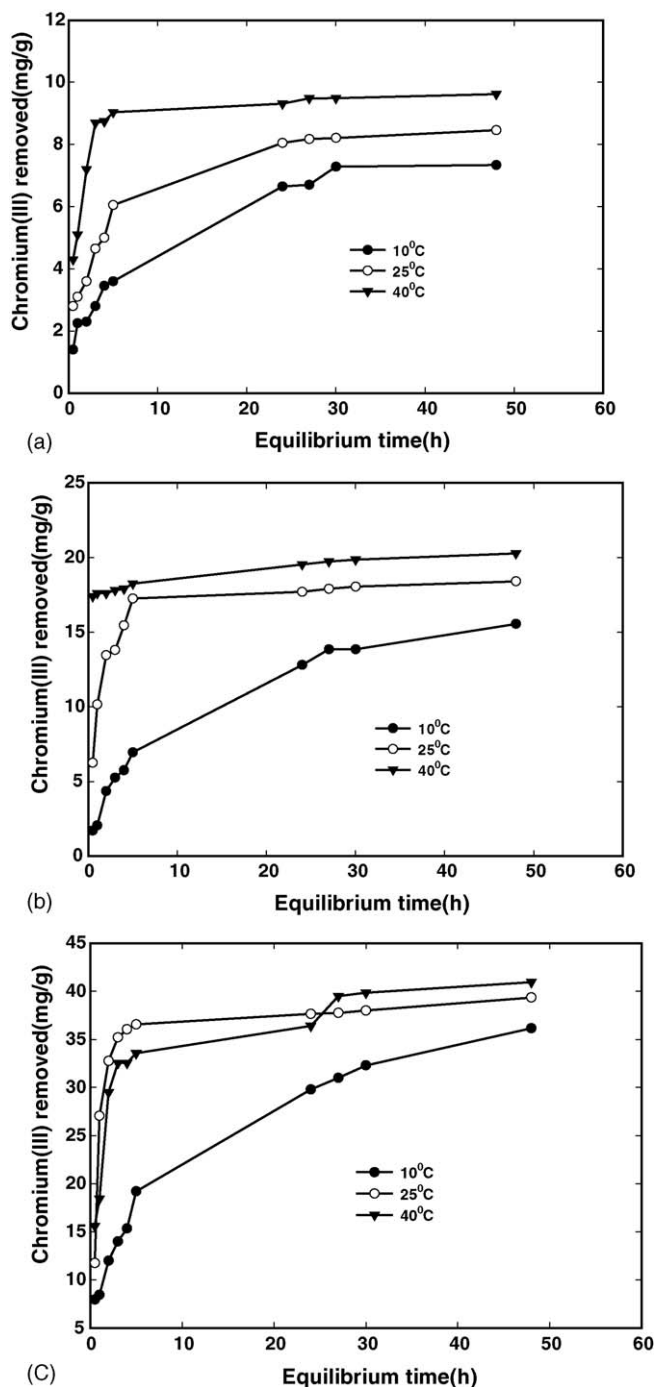 12
10
8
6
4
2
0
Chromium(III) removed(mg/g)
10⁰C
25⁰C
40⁰C
0 10 20 30 40 50 60
Equilibrium time(h)
(a)
25
20
15
10
5
0
Chromium(III) removed(mg/g)
10⁰C
25⁰C
40⁰C
0 10 20 30 40 50 60
Equilibrium time(h)
(b)
45
40
35
30
25
20
15
10
5
Chromium(III) removed(mg/g)
10⁰C
25⁰C
40⁰C
0 10 20 30 40 50 60
Equilibrium time(h)
(C)